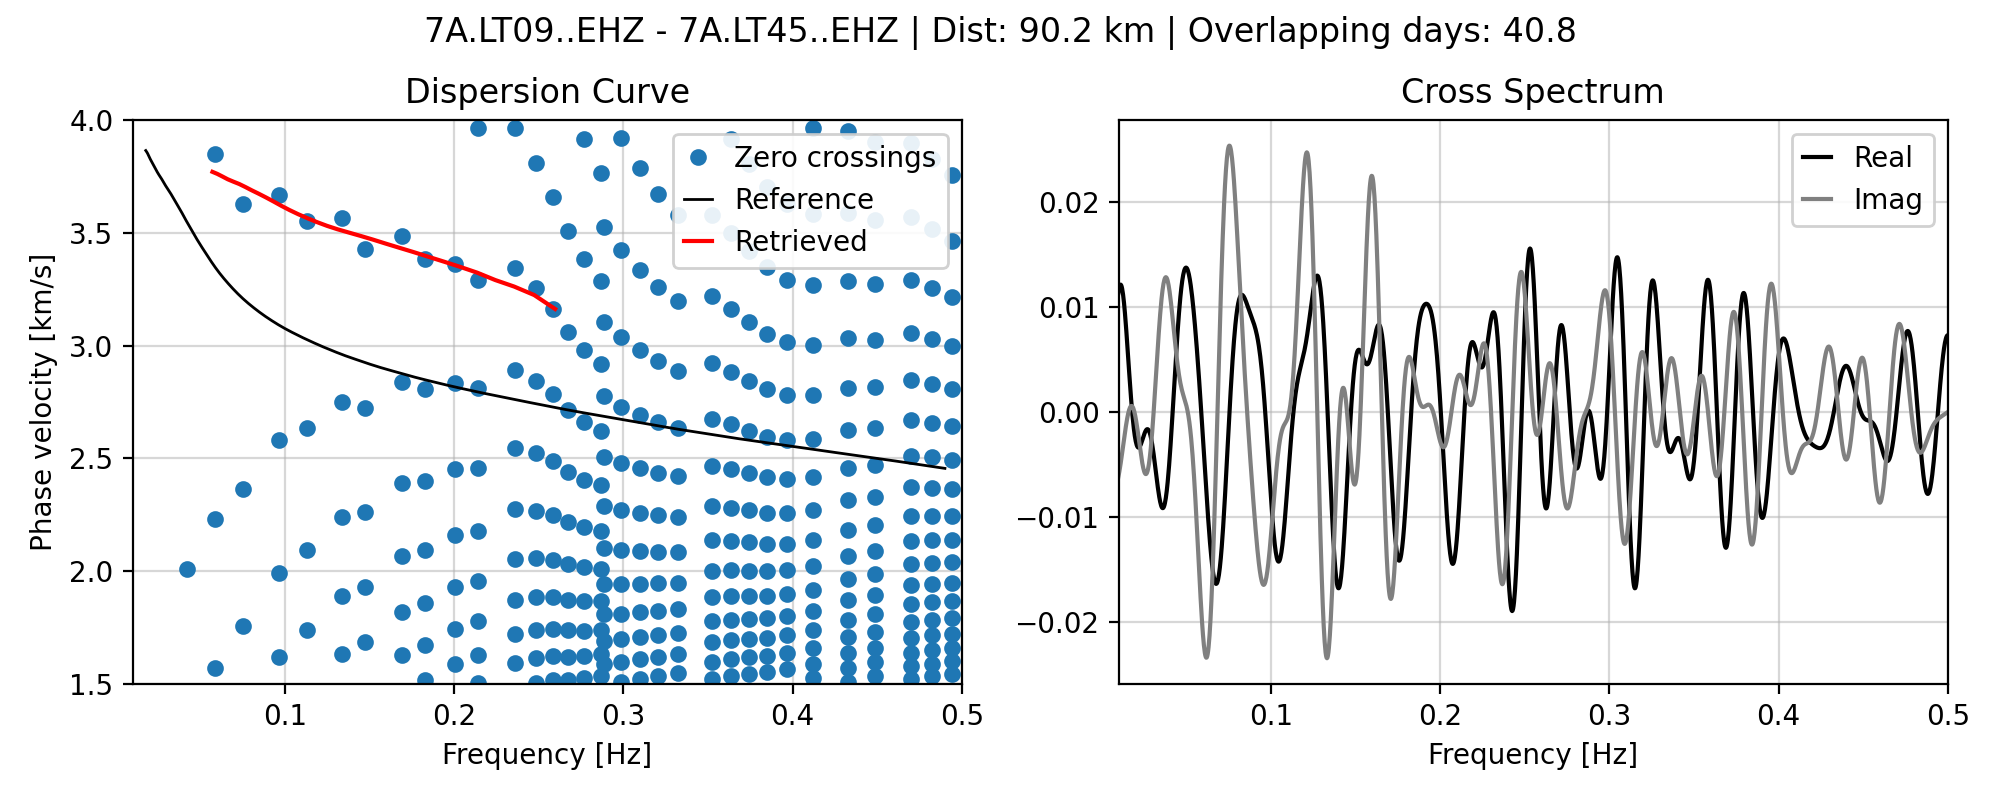 7A.LT09..EHZ - 7A.LT45..EHZ | Dist: 90.2 km | Overlapping days: 40.8
Dispersion Curve
4.0
3.5
3.0
2.5
2.0
1.5
Phase velocity [km/s]
0.1
0.2
0.3
0.4
0.5
Frequency [Hz]
Zero crossings
Reference
Retrieved
Cross Spectrum
0.02
0.01
0.00
−0.01
−0.02
0.1
0.2
0.3
0.4
0.5
Frequency [Hz]
Real
Imag